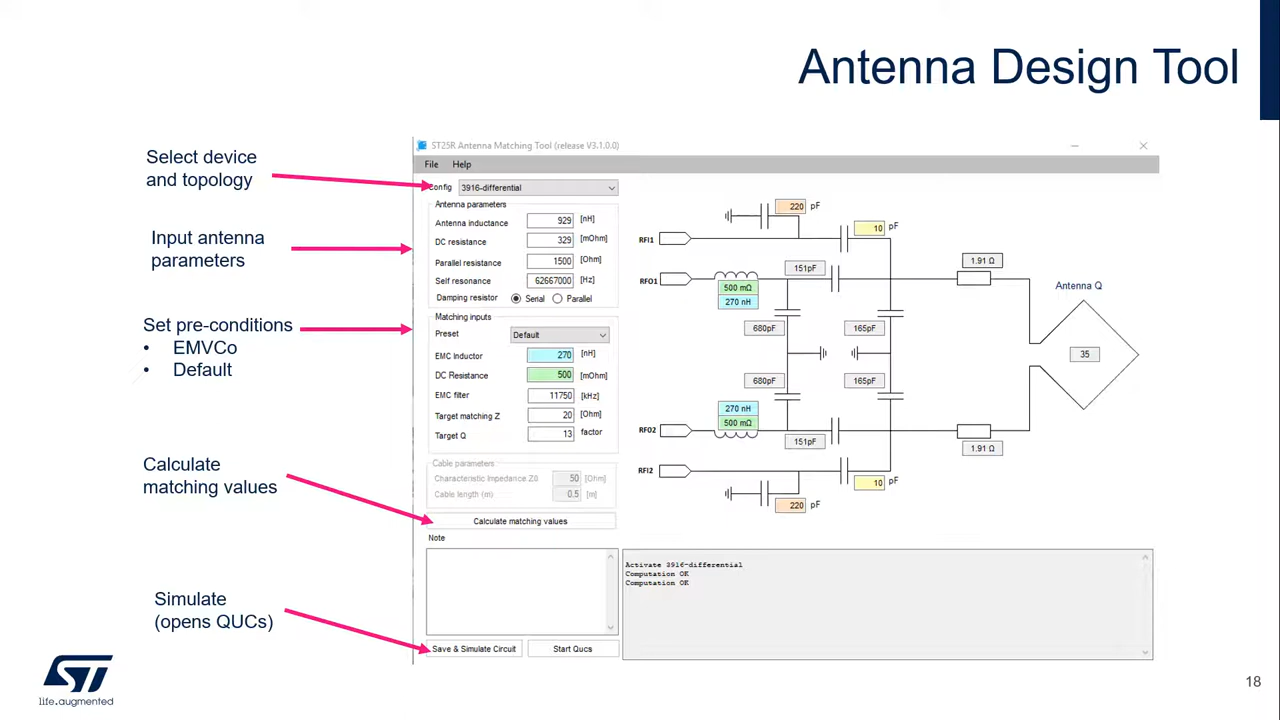 Antenna Design Tool
Select device
and topology
Input antenna
parameters
Set pre-conditions
• EMVCo
• Default
Calculate
matching values
Simulate
(opens QUCs)
ST25R Antenna Matching Tool (release V3.1.0.0)
File Help
Config 3916-differential
Antenna parameters
Antenna inductance 929 [nH]
DC resistance 329 [mOhm]
Parallel resistance 1500 [Ohm]
Self resonance 62667000 [Hz]
Damping resistor Serial Parallel
Matching inputs
Preset Default
EMC Inductor 270 [nH]
DC Resistance 500 [mOhm]
EMC filter 11750 [kHz]
Target matching Z 20 [Ohm]
Target Q 13 factor
Cable parameters
Characteristic Impedance Z0 50 [Ohm]
Cable length (m) 0.5 [m]
Calculate matching values
Note
Save & Simulate Circuit Start Qucs
220 pF
10 pF
RFI1
151pF
1.91 Ω
RFO1
500 mΩ
270 nH
Antenna Q
680pF 165pF
35
680pF 165pF
270 nH
500 mΩ
RFO2
151pF
1.91 Ω
RFI2
10 pF
220 pF
Activate 3916-differential
Computation OK
Computation OK
ST
life.augmented
18